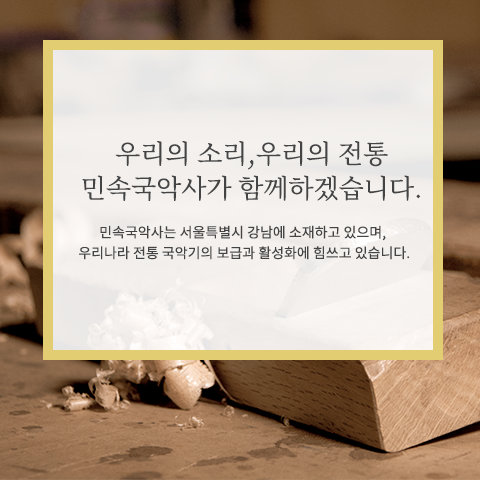 우리의 소리,우리의 전통
민속국악사가 함께하겠습니다.
민속국악사는 서울특별시 강남에 소재하고 있으며,
우리나라 전통 국악기의 보급과 활성화에 힘쓰고 있습니다.